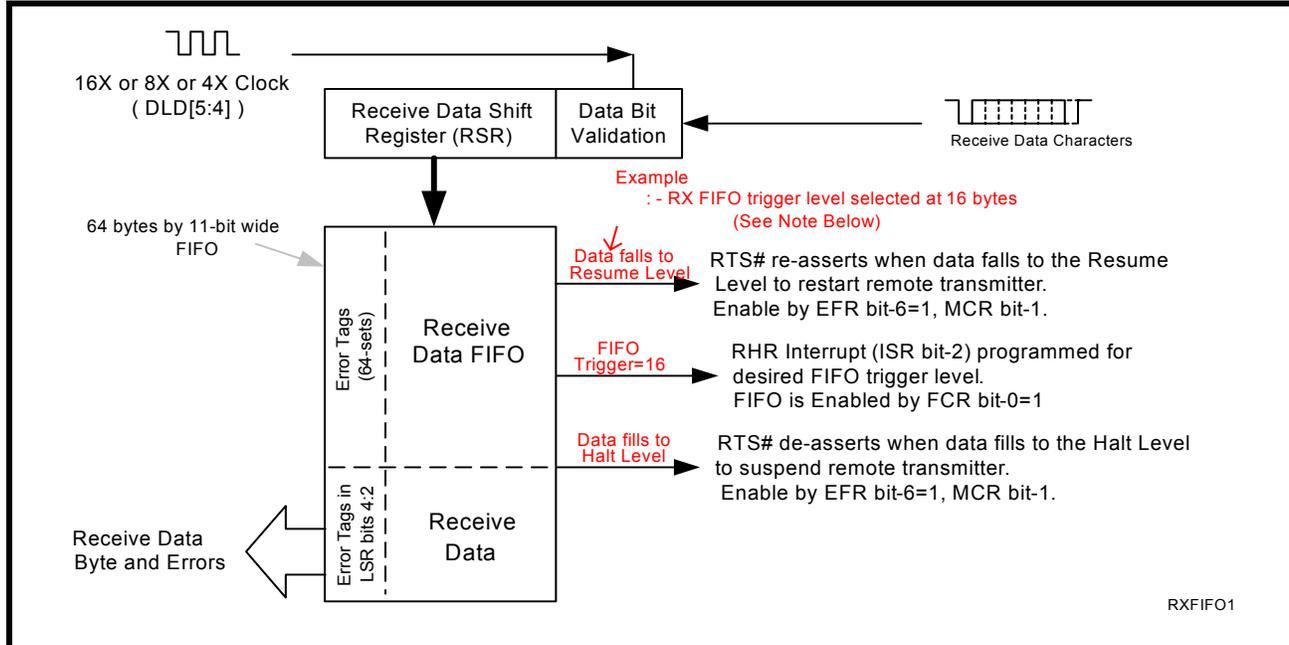 16X or 8X or 4X Clock
( DLD[5:4] )
Receive Data Shift
Register (RSR)
Data Bit
Validation
Receive Data Characters
Example
: - RX FIFO trigger level selected at 16 bytes
(See Note Below)
64 bytes by 11-bit wide
FIFO
Data falls to
Resume Level
RTS# re-asserts when data falls to the Resume
Level to restart remote transmitter.
Enable by EFR bit-6=1, MCR bit-1.
Error Tags
(64-sets)
Receive
Data FIFO
FIFO
Trigger=16
RHR Interrupt (ISR bit-2) programmed for
desired FIFO trigger level.
FIFO is Enabled by FCR bit-0=1
Data fills to
Halt Level
RTS# de-asserts when data fills to the Halt Level
to suspend remote transmitter.
Enable by EFR bit-6=1, MCR bit-1.
Error Tags in
LSR bits 4:2
Receive
Data
Receive Data
Byte and Errors
RXFIFO1